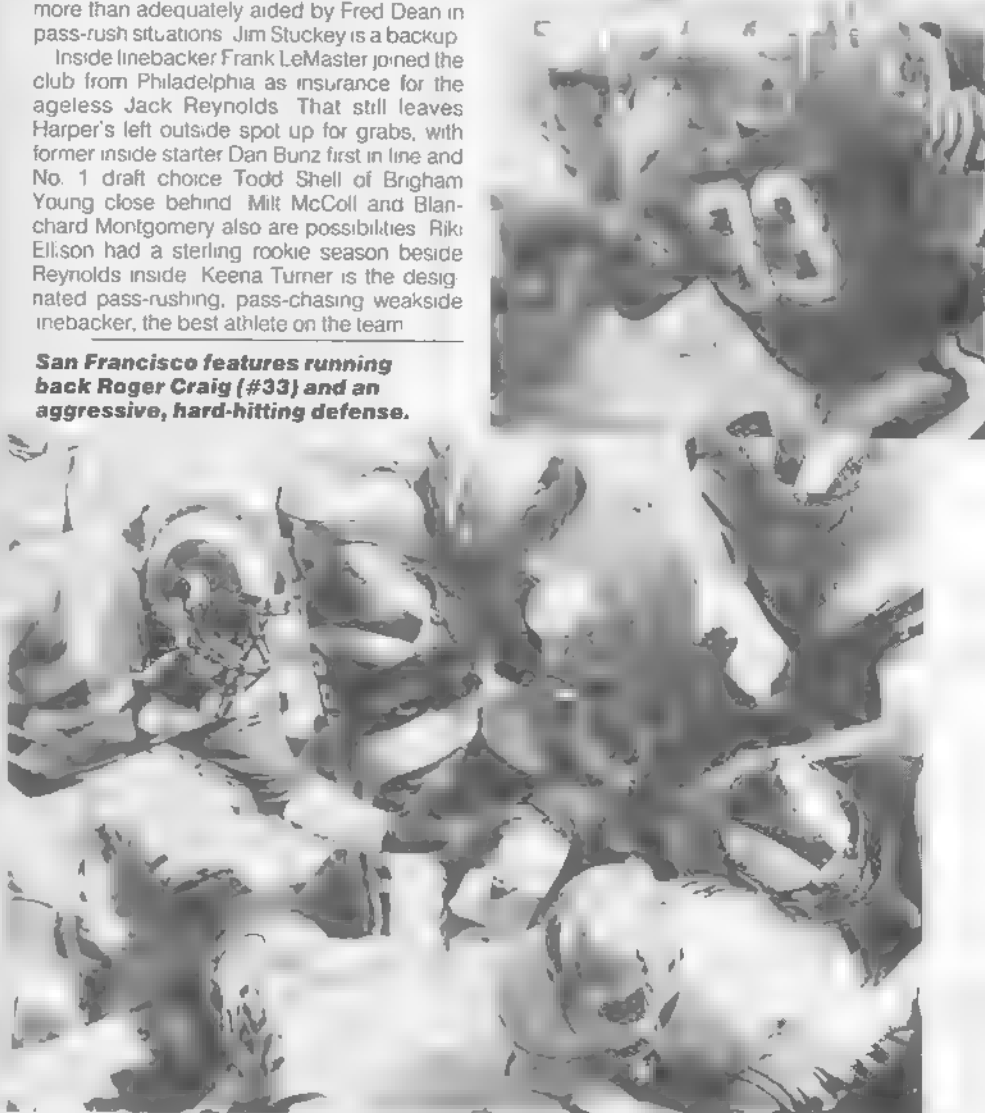 more than adequately aided by Fred Dean in
pass-rush situations Jim Stuckey is a backup
Inside linebacker Frank LeMaster joined the
club from Philadelphia as insurance for the
ageless Jack Reynolds That still leaves
Harper's left outside spot up for grabs, with
former inside starter Dan Bunz first in line and
No. 1 draft choice Todd Shell of Brigham
Young close behind Milt McColl and Blan-
chard Montgomery also are possibilities Riki
Ellison had a sterling rookie season beside
Reynolds inside Keena Turner is the desig-
nated pass-rushing, pass-chasing weakside
inebacker, the best athlete on the team
San Francisco features running
back Roger Craig (#33) and an
aggressive, hard-hitting defense.